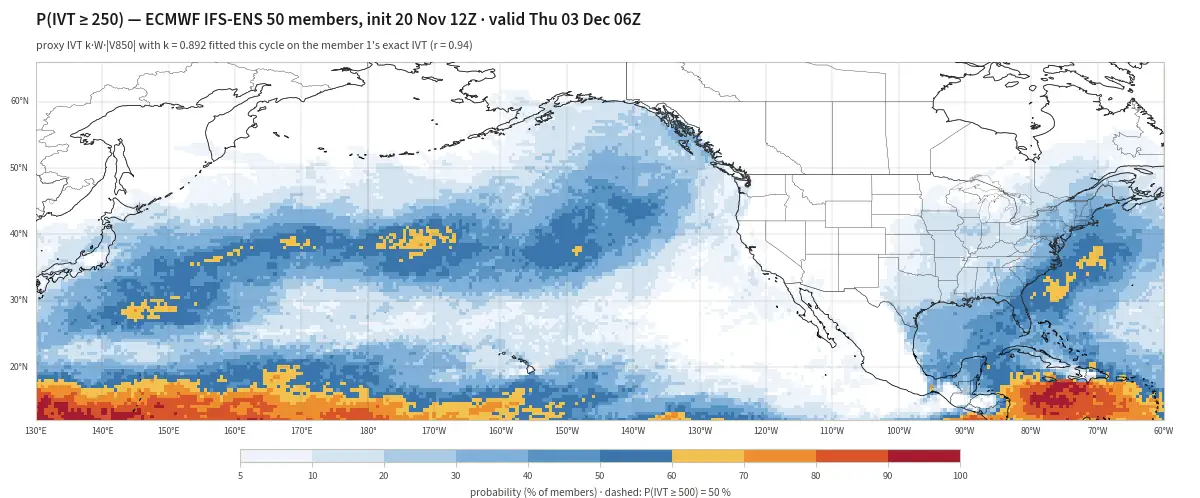 P(IVT ≥ 250) — ECMWF IFS-ENS 50 members, init 20 Nov 12Z · valid Thu 03 Dec 06Z
proxy IVT k·W·|V850| with k = 0.892 fitted this cycle on the member 1's exact IVT (r = 0.94)
60°N
50°N
40°N
30°N
20°N
130°E 140°E 150°E 160°E 170°E 180° 170°W 160°W 150°W 140°W 130°W 120°W 110°W 100°W 90°W 80°W 70°W 60°W
5 10 20 30 40 50 60 70 80 90 100
probability (% of members) · dashed: P(IVT ≥ 500) = 50 %